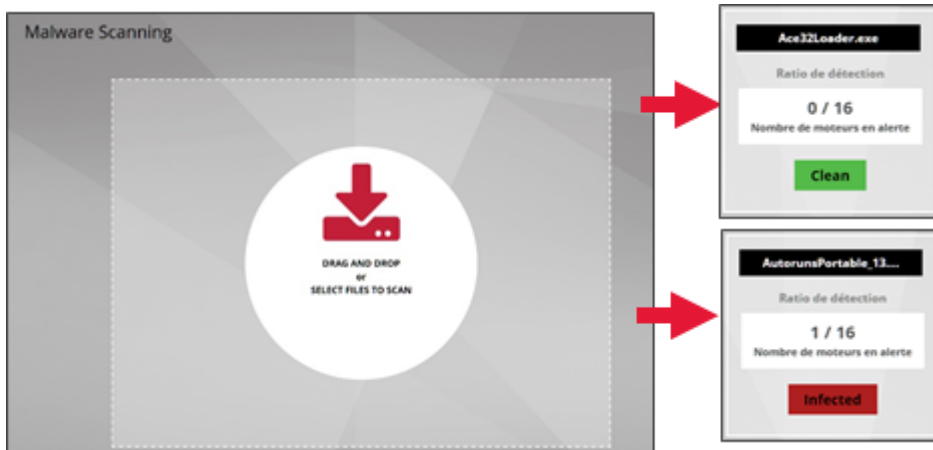 Malware Scanning
DRAG AND DROP
or
SELECT FILES TO SCAN
Ace32Loader.exe
Ratio de détection
0 / 16
Nombre de moteurs en alerte
Clean
AutorunsPortable_13....
Ratio de détection
1 / 16
Nombre de moteurs en alerte
Infected